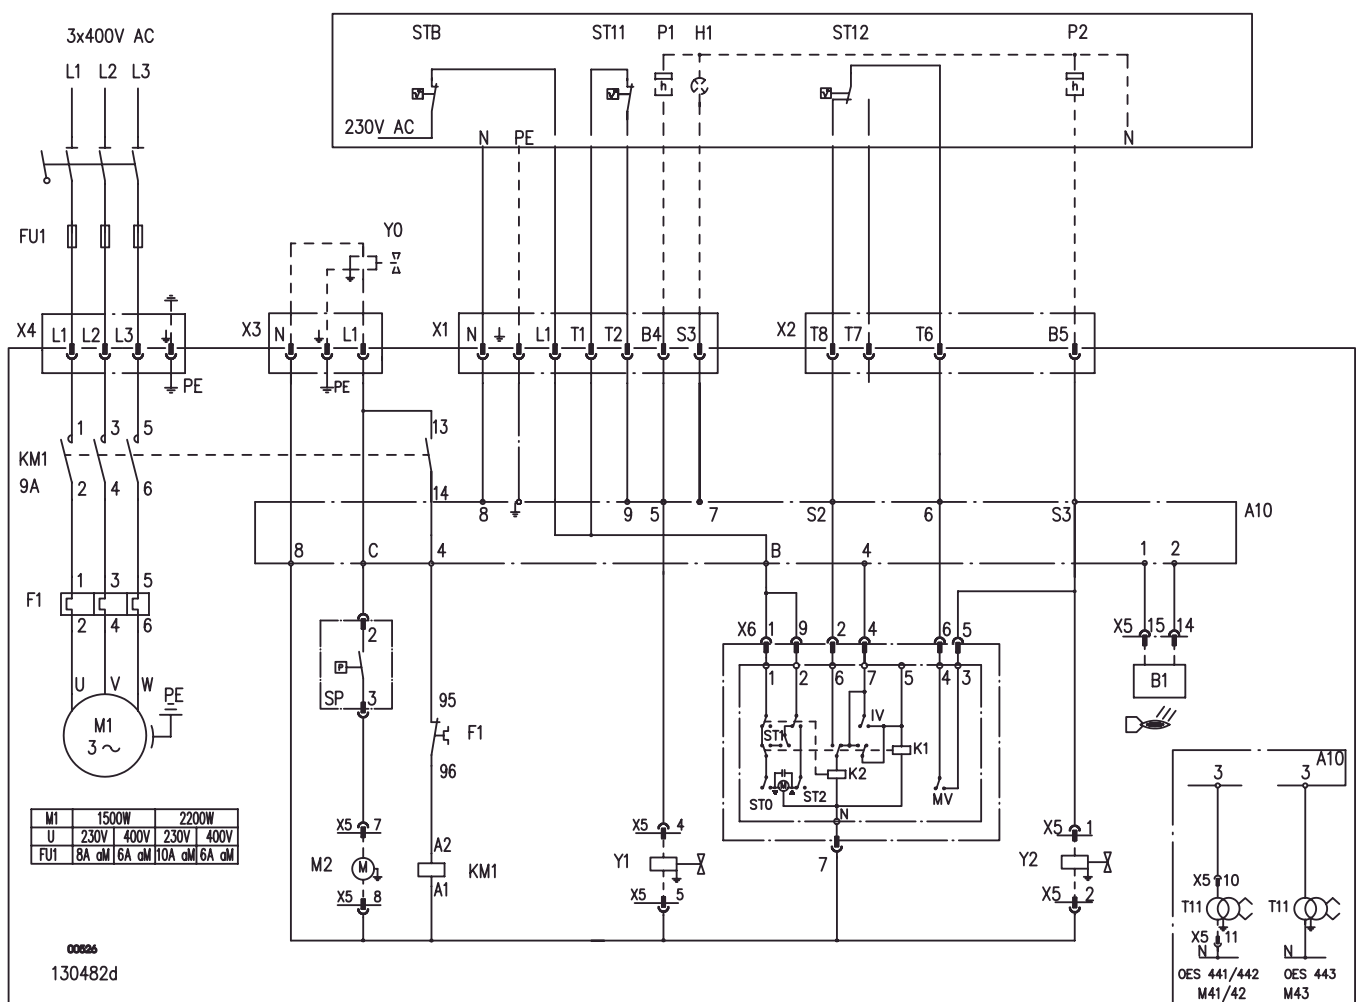 3x400V AC
L1 L2 L3
STB ST11 P1 H1 ST12 P2
h h
230V AC
N PE N
FU1
Y0
X4 L1 L2 L3
X3 N L1
X1 N L1 T1 T2 B4 S3
X2 T8 T7 T6 B5
PE
PE
1 3 5
13
KM1
9A
2 4 6
14
8 9 5 7 S2 6 S3 A10
8 C 4 B 4 1 2
1 3 5
F1
2 4 6
X6 1 9 2 4 6 5
X5 15 14
2
P
SP 3
1 2 6 7 5 4 3
B1
U V W PE
M1
3 ~
95
F1
96
IV
ST1
K1
K2
M
ST0 ST2
MV
N
7
A10
3 3
M1 1500W 2200W
U 230V 400V 230V 400V
FU1 8A aM 6A aM 10A aM 6A aM
X5 7
M2 M
X5 8
A2
KM1
A1
X5 4
Y1
X5 5
X5 1
Y2
X5 2
X5 10
T11 T11
X5 11
N N
OES 441/442 OES 443
M41/42 M43
00526
130482d